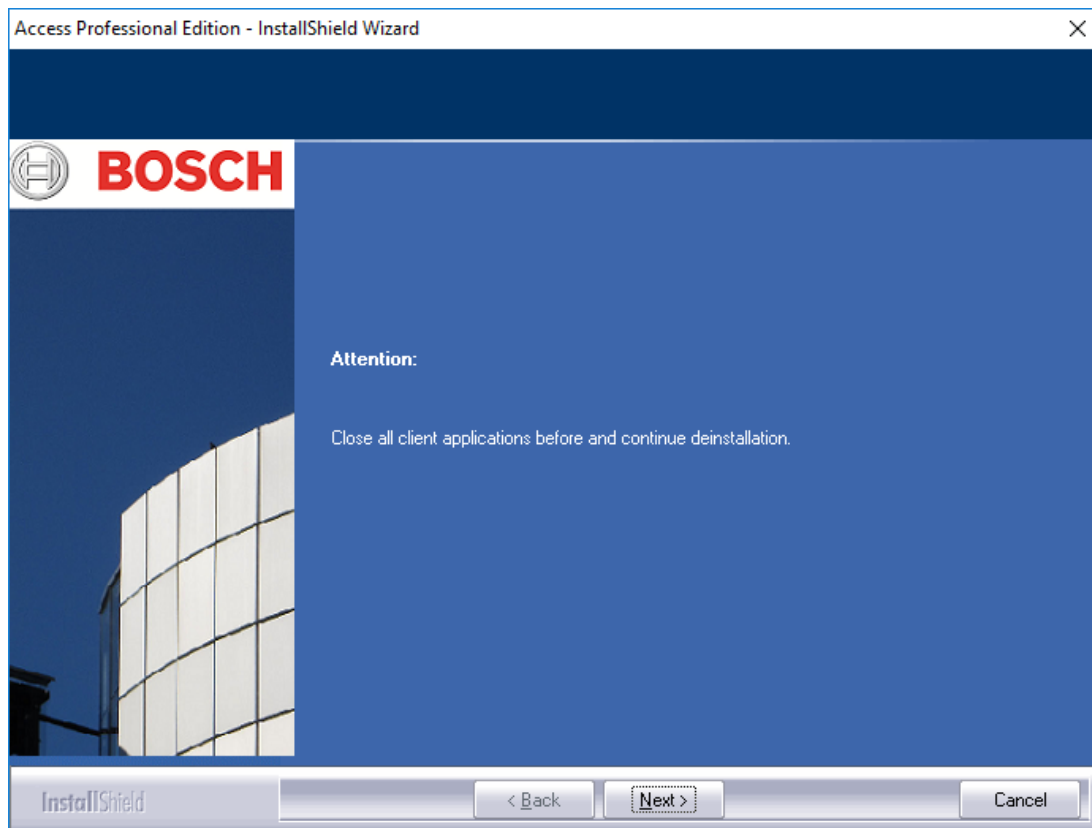 Access Professional Edition - InstallShield Wizard
BOSCH
Attention:
Close all client applications before and continue deinstallation.
InstallShield
< Back
Next >
Cancel